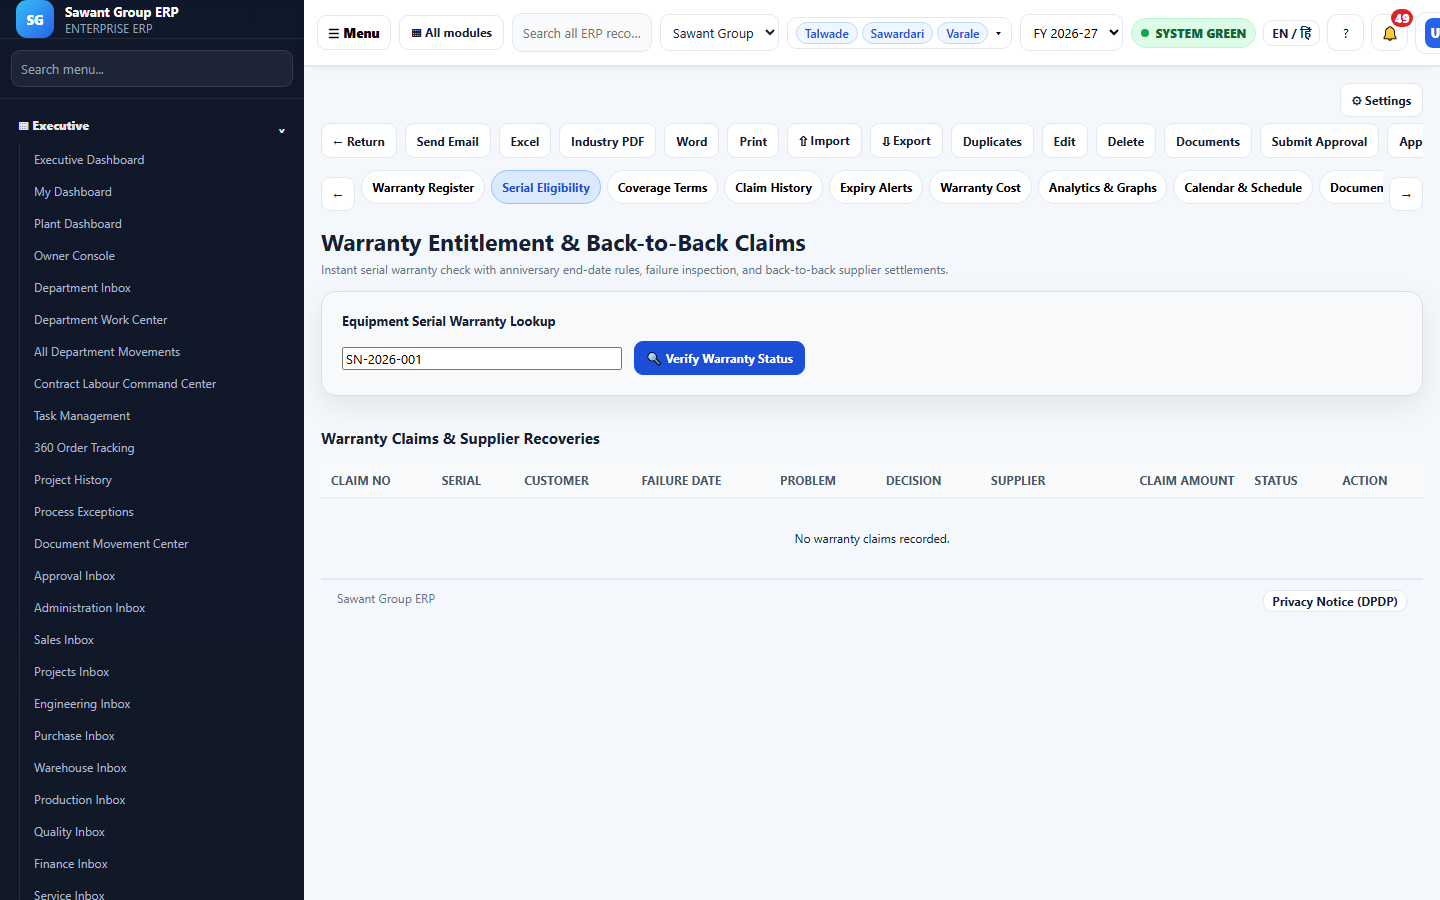 SG
Sawant Group ERP
ENTERPRISE ERP
Search menu...
Executive
Executive Dashboard
My Dashboard
Plant Dashboard
Owner Console
Department Inbox
Department Work Center
All Department Movements
Contract Labour Command Center
Task Management
360 Order Tracking
Project History
Process Exceptions
Document Movement Center
Approval Inbox
Administration Inbox
Sales Inbox
Projects Inbox
Engineering Inbox
Purchase Inbox
Warehouse Inbox
Production Inbox
Quality Inbox
Finance Inbox
Service Inbox
☰ Menu
All modules
Search all ERP reco...
Sawant Group
Talwade Sawardari Varale
FY 2026-27
SYSTEM GREEN
EN / हिं
?
49
U
⚙ Settings
← Return
Send Email
Excel
Industry PDF
Word
Print
⇧ Import
⇩ Export
Duplicates
Edit
Delete
Documents
Submit Approval
App
←
Warranty Register
Serial Eligibility
Coverage Terms
Claim History
Expiry Alerts
Warranty Cost
Analytics & Graphs
Calendar & Schedule
Documen
→
Warranty Entitlement & Back-to-Back Claims
Instant serial warranty check with anniversary end-date rules, failure inspection, and back-to-back supplier settlements.
Equipment Serial Warranty Lookup
SN-2026-001
Verify Warranty Status
Warranty Claims & Supplier Recoveries
CLAIM NO SERIAL CUSTOMER FAILURE DATE PROBLEM DECISION SUPPLIER CLAIM AMOUNT STATUS ACTION
No warranty claims recorded.
Sawant Group ERP
Privacy Notice (DPDP)